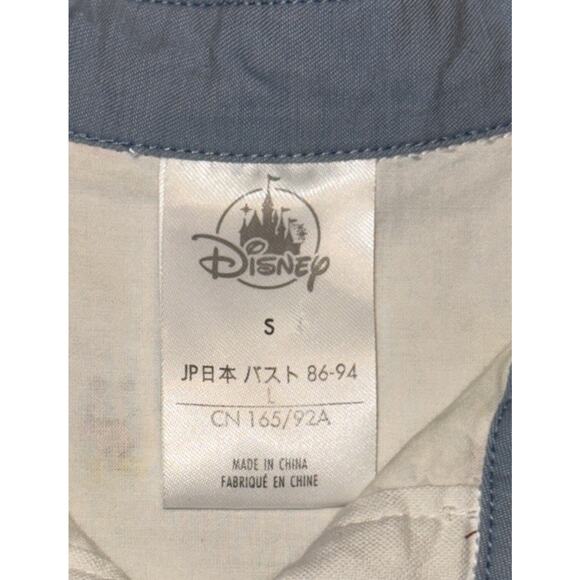 Disney
S
JP日本 バスト 86-94
L
CN 165/92A
MADE IN CHINA
FABRIQUÉ EN CHINE